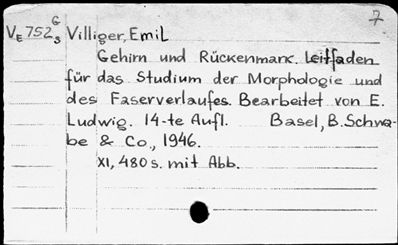 7
VE 752 G/3 Villiger, Emil
Gehirn und Rückenmark. Leitfaden
für das Studium der Morphologie und
des Faserverlaufes. Bearbeitet von E.
Ludwig. 14-te Aufl. Basel, B. Schwa-
be & Co., 1946.
XI, 480 s. mit Abb.